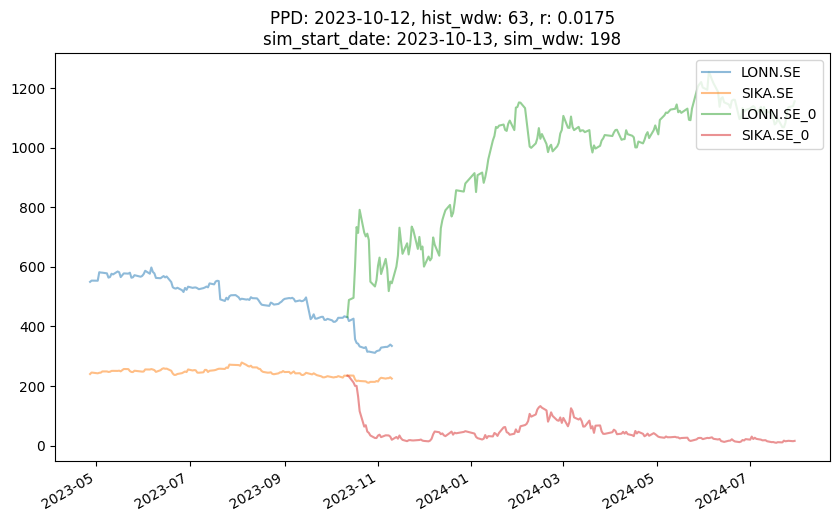 PPD: 2023-10-12, hist_wdw: 63, r: 0.0175
sim_start_date: 2023-10-13, sim_wdw: 198
LONN.SE
SIKA.SE
LONN.SE_0
SIKA.SE_0
1200
1000
800
600
400
200
0
2023-05
2023-07
2023-09
2023-11
2024-01
2024-03
2024-05
2024-07